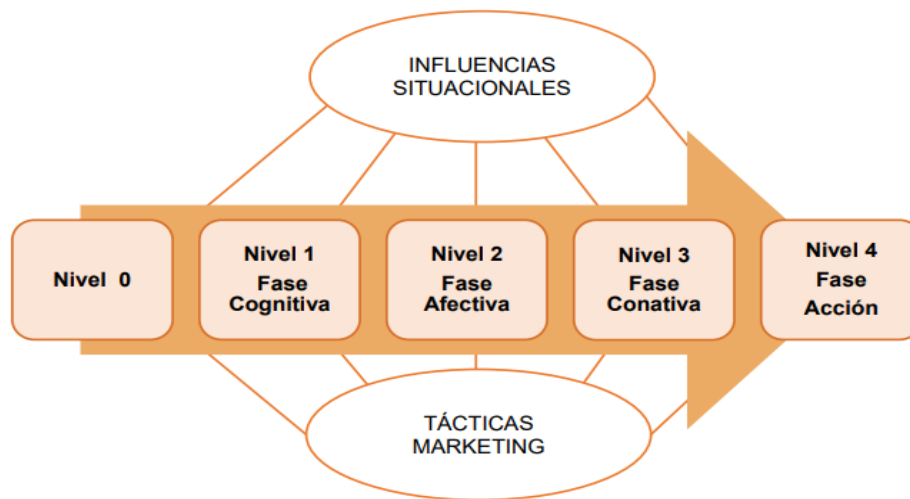 INFLUENCIAS
SITUACIONALES
Nivel 0
Nivel 1
Fase
Cognitiva
Nivel 2
Fase
Afectiva
Nivel 3
Fase
Conativa
Nivel 4
Fase
Acción
TÁCTICAS
MARKETING